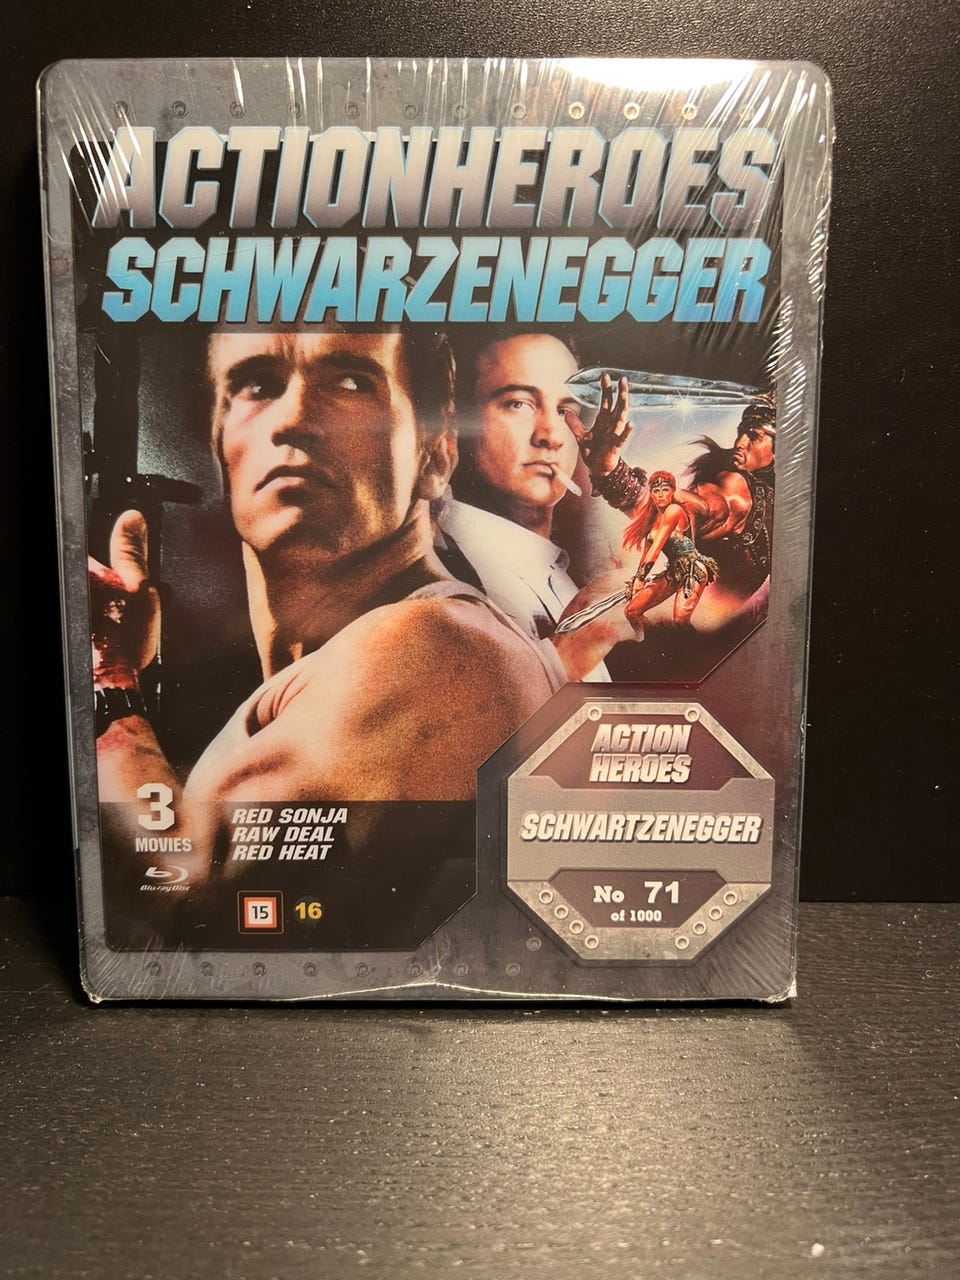 ACTIONHEROES
SCHWARZENEGGER
3
MOVIES
Blu-ray Disc
RED SONJA
RAW DEAL
RED HEAT
15
16
ACTION
HEROES
SCHWARTZENEGGER
No 71
of 1000